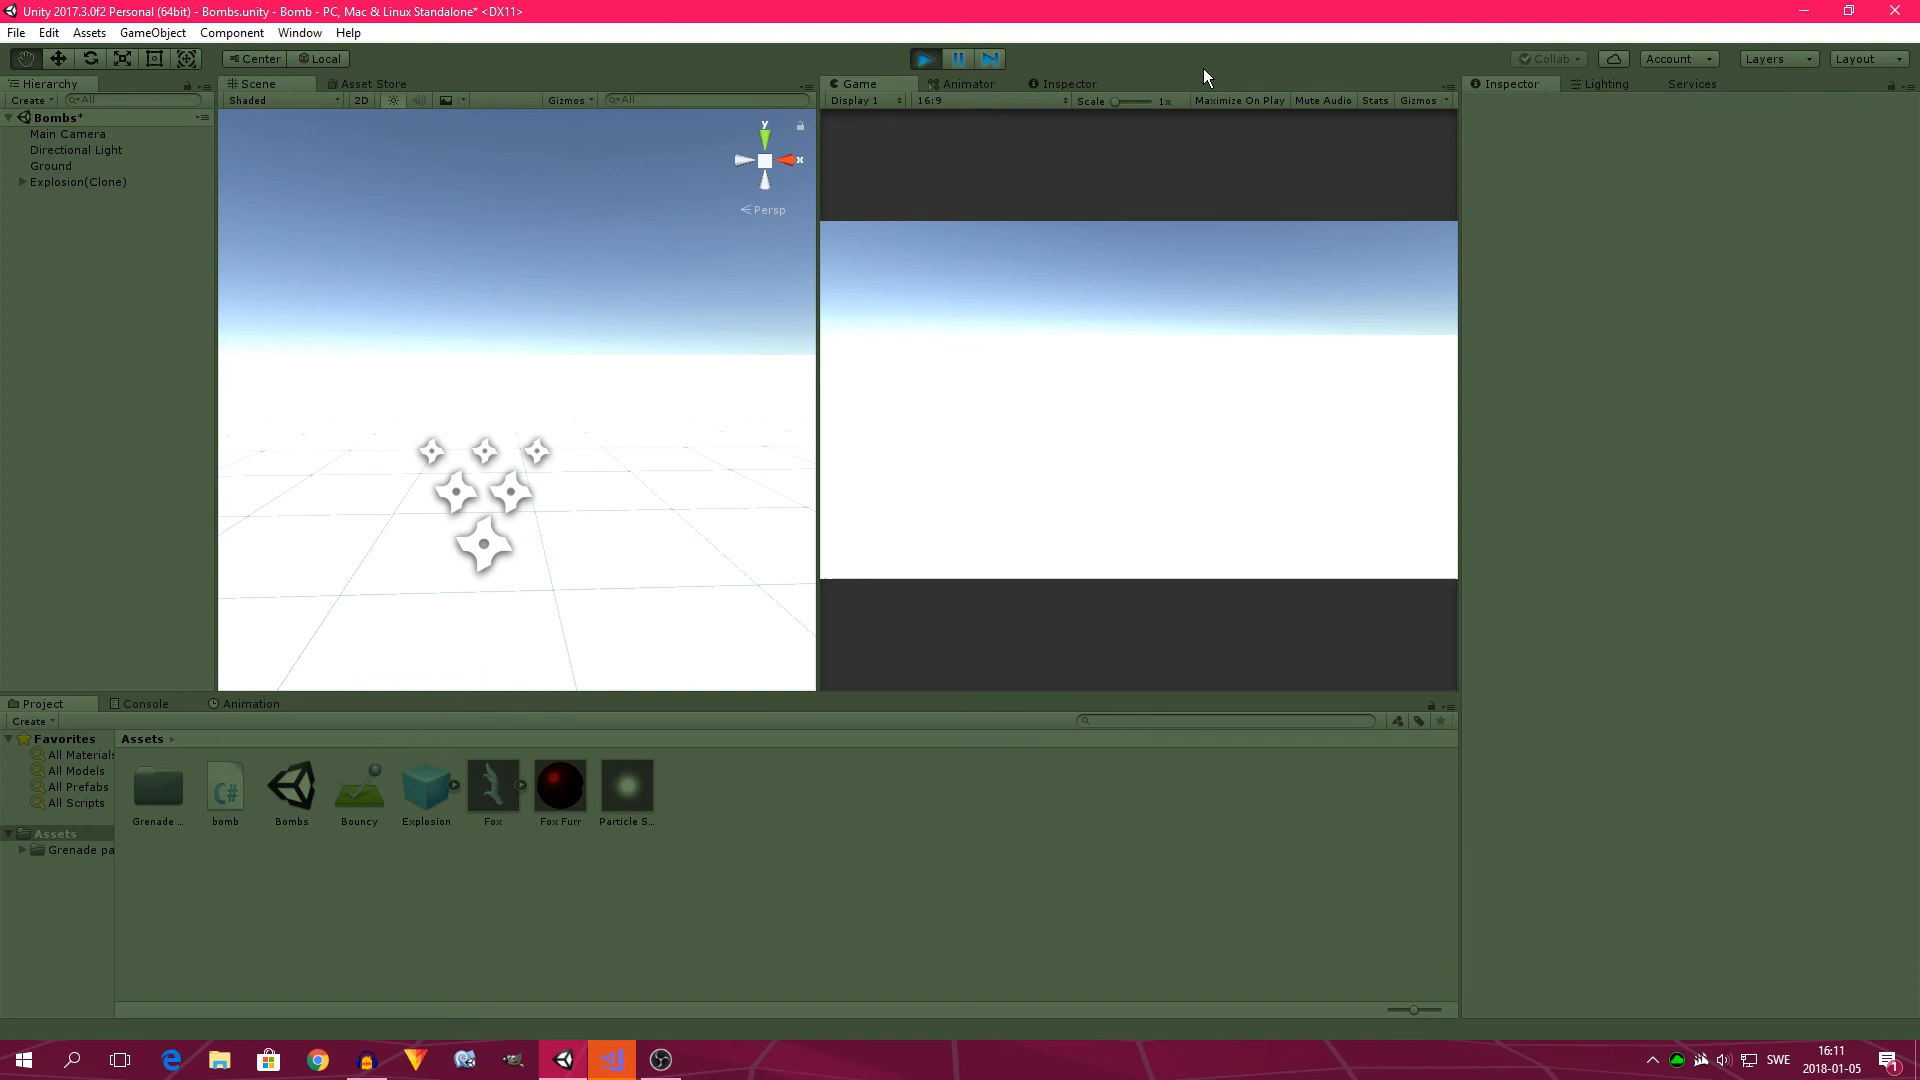 Unity 2017.3.0f2 Personal (64bit) - Bombs.unity - Bomb - PC, Mac & Linux Standalone* <DX11>
File Edit Assets GameObject Component Window Help
Center Local Collab Account Layers Layout
Hierarchy Scene Asset Store Game Animator Inspector Inspector Lighting Services
Create All Shaded 2D Gizmos All Display 1 16:9 Scale 1x Maximize On Play Mute Audio Stats Gizmos
Bombs*
Main Camera
Directional Light
Ground
Explosion(Clone)
y
x
Persp
Project Console Animation
Create
Favorites
All Materials
All Models
All Prefabs
All Scripts
Assets
Grenade pa
Assets
C#
Grenade ... bomb Bombs Bouncy Explosion Fox Fox Furr Particle S...
SWE
16:11
2018-01-05
1